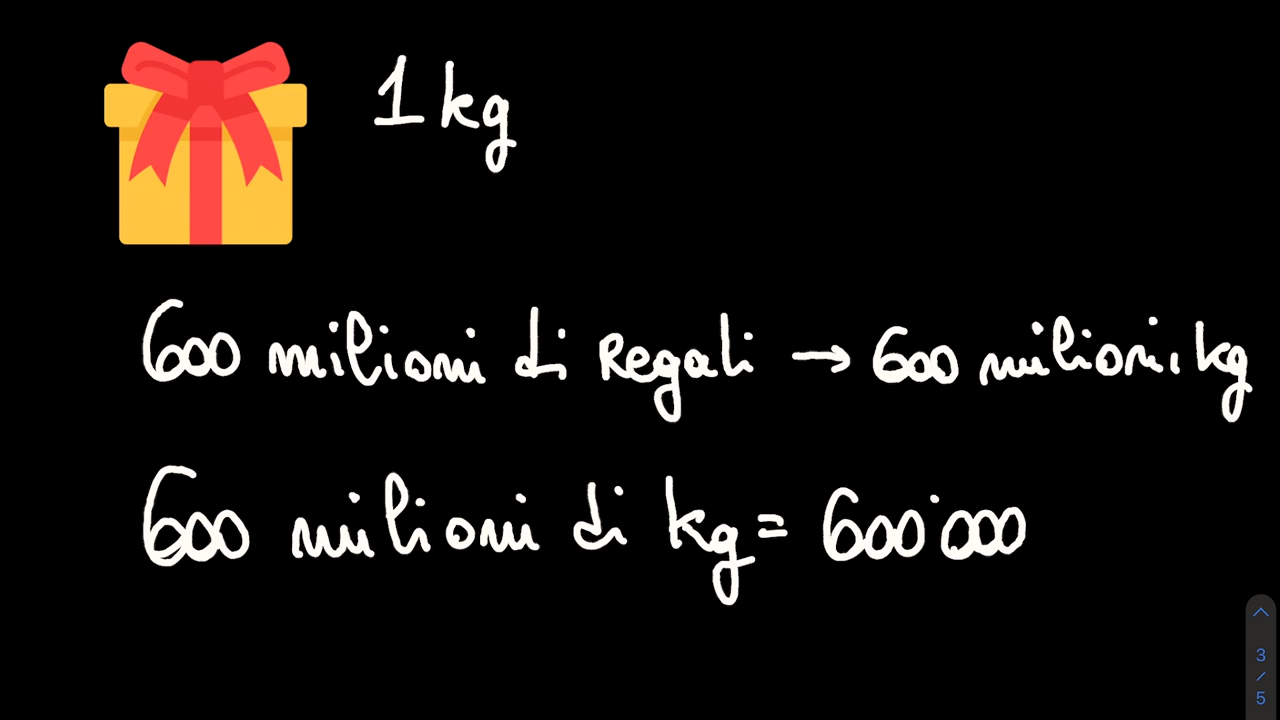 1 kg
600 milioni di Regali → 600 milioni kg
600 milioni di kg = 600'000
3
/
5